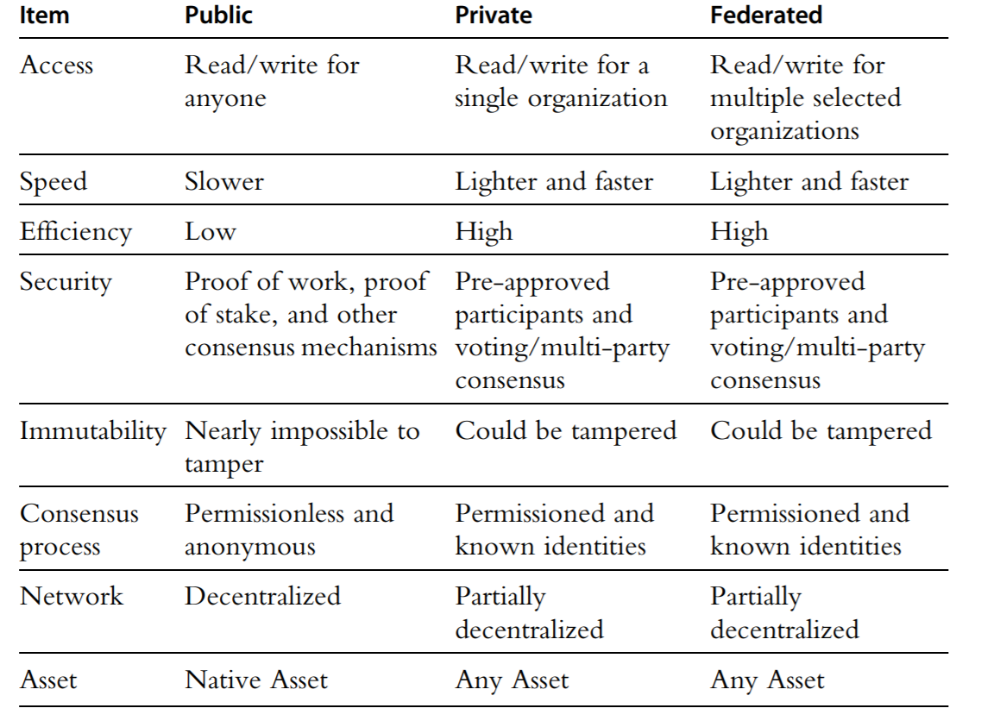 Item Public Private Federated
Access Read/write for Read/write for a Read/write for
anyone single organization multiple selected
organizations
Speed Slower Lighter and faster Lighter and faster
Efficiency Low High High
Security Proof of work, proof Pre-approved Pre-approved
of stake, and other participants and participants and
consensus mechanisms voting/multi-party voting/multi-party
consensus consensus
Immutability Nearly impossible to Could be tampered Could be tampered
tamper
Consensus Permissionless and Permissioned and Permissioned and
process anonymous known identities known identities
Network Decentralized Partially Partially
decentralized decentralized
Asset Native Asset Any Asset Any Asset